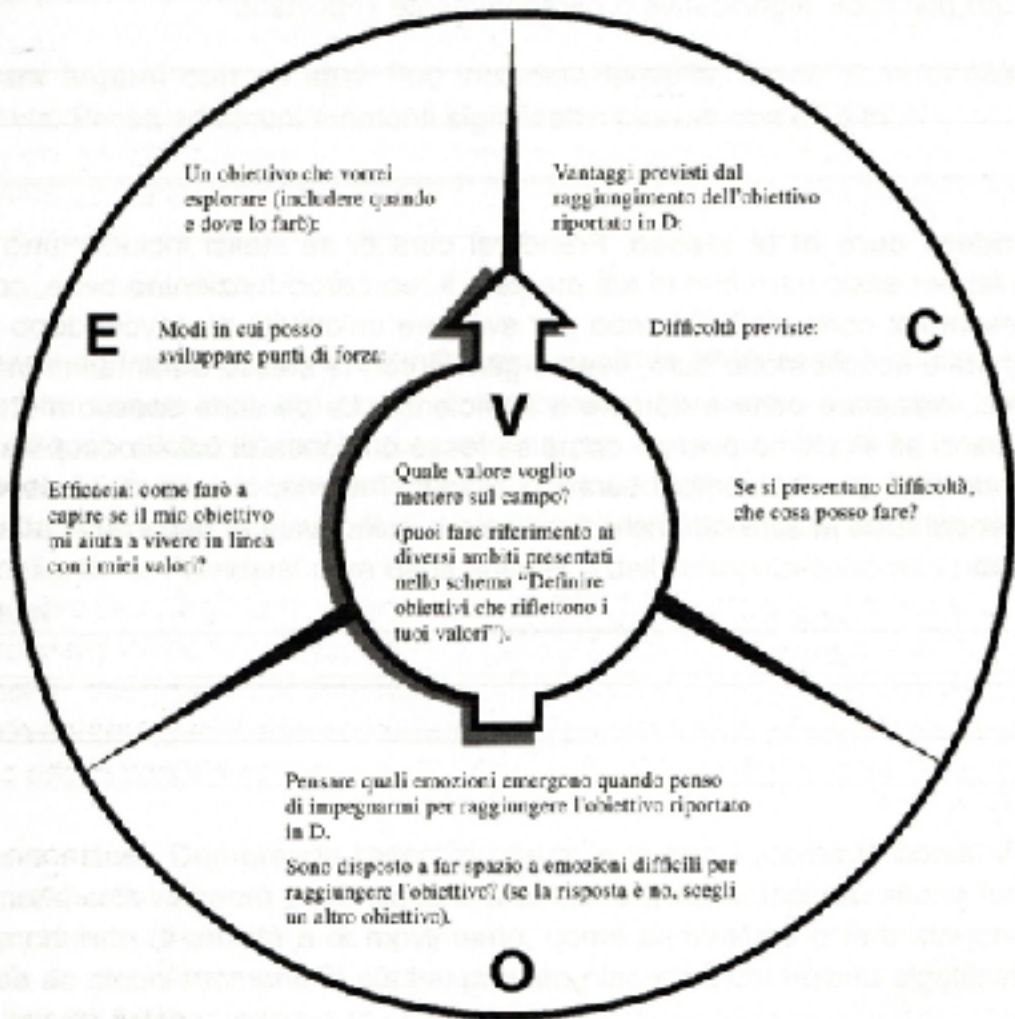 Un obiettivo che vorrei
esplorare (includere quando
e dove lo farò):
Vantaggi previsti dal
raggiungimento dell'obiettivo
riportato in D:
E
Modi in cui posso
sviluppare punti di forza:
Difficoltà previste:
C
V
Quale valore voglio
mettere sul campo?
(puoi fare riferimento ai
diversi ambiti presentati
nello schema "Definire
obiettivi che riflettono i
tuoi valori").
Efficacia: come farò a
capire se il mio obiettivo
mi aiuta a vivere in linea
con i miei valori?
Se si presentano difficoltà,
che cosa posso fare?
Pensare quali emozioni emergono quando penso
di impegnarmi per raggiungere l'obiettivo riportato
in D.
Sono disposto a far spazio a emozioni difficili per
raggiungere l'obiettivo? (se la risposta è no, scegli
un altro obiettivo).
O